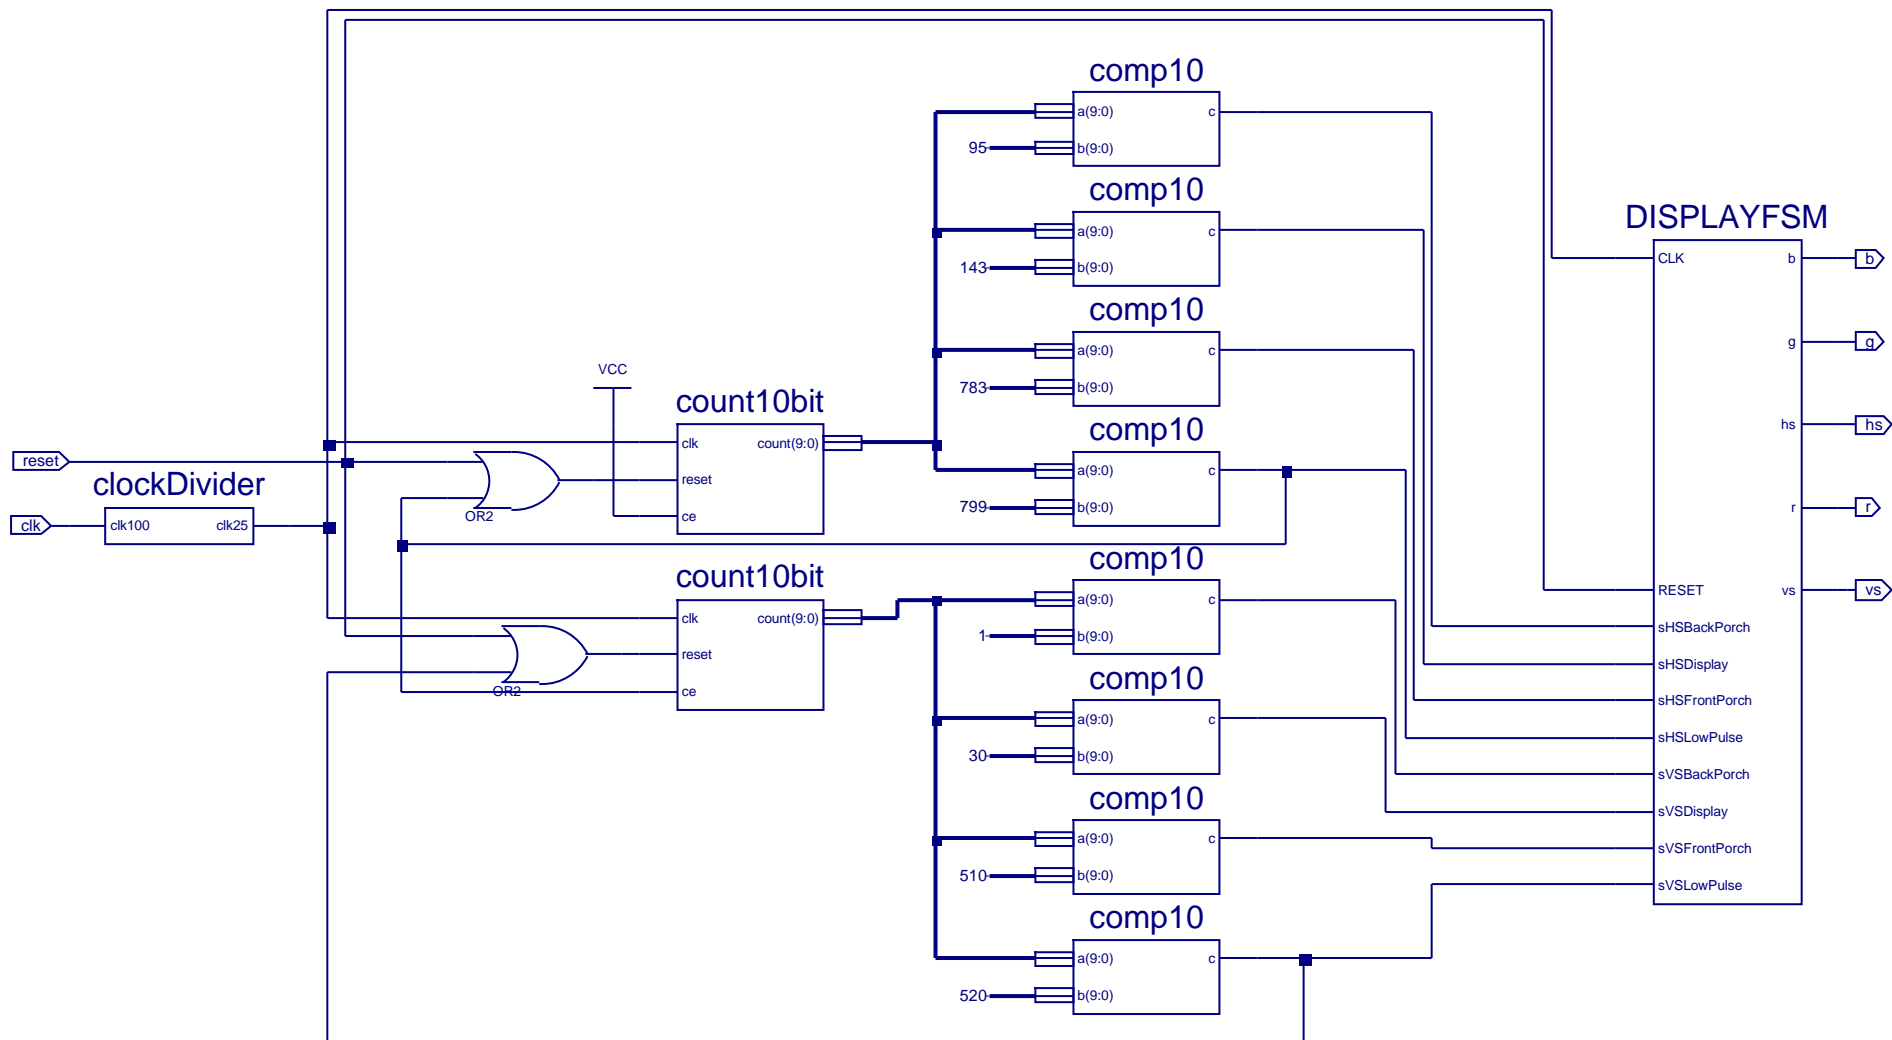 comp10
a(9:0) c
95 b(9:0)
comp10
a(9:0) c
143 b(9:0)
comp10
a(9:0) c
783 b(9:0)
comp10
a(9:0) c
799 b(9:0)
VCC
count10bit
clk count(9:0)
reset
ce
OR2
reset
clockDivider
clk clk100 clk25
count10bit
clk count(9:0)
reset
ce
OR2
comp10
a(9:0) c
1 b(9:0)
comp10
a(9:0) c
30 b(9:0)
comp10
a(9:0) c
510 b(9:0)
comp10
a(9:0) c
520 b(9:0)
DISPLAYFSM
CLK b b
g g
hs hs
r r
RESET vs vs
sHSBackPorch
sHSDisplay
sHSFrontPorch
sHSLowPulse
sVSBackPorch
sVSDisplay
sVSFrontPorch
sVSLowPulse